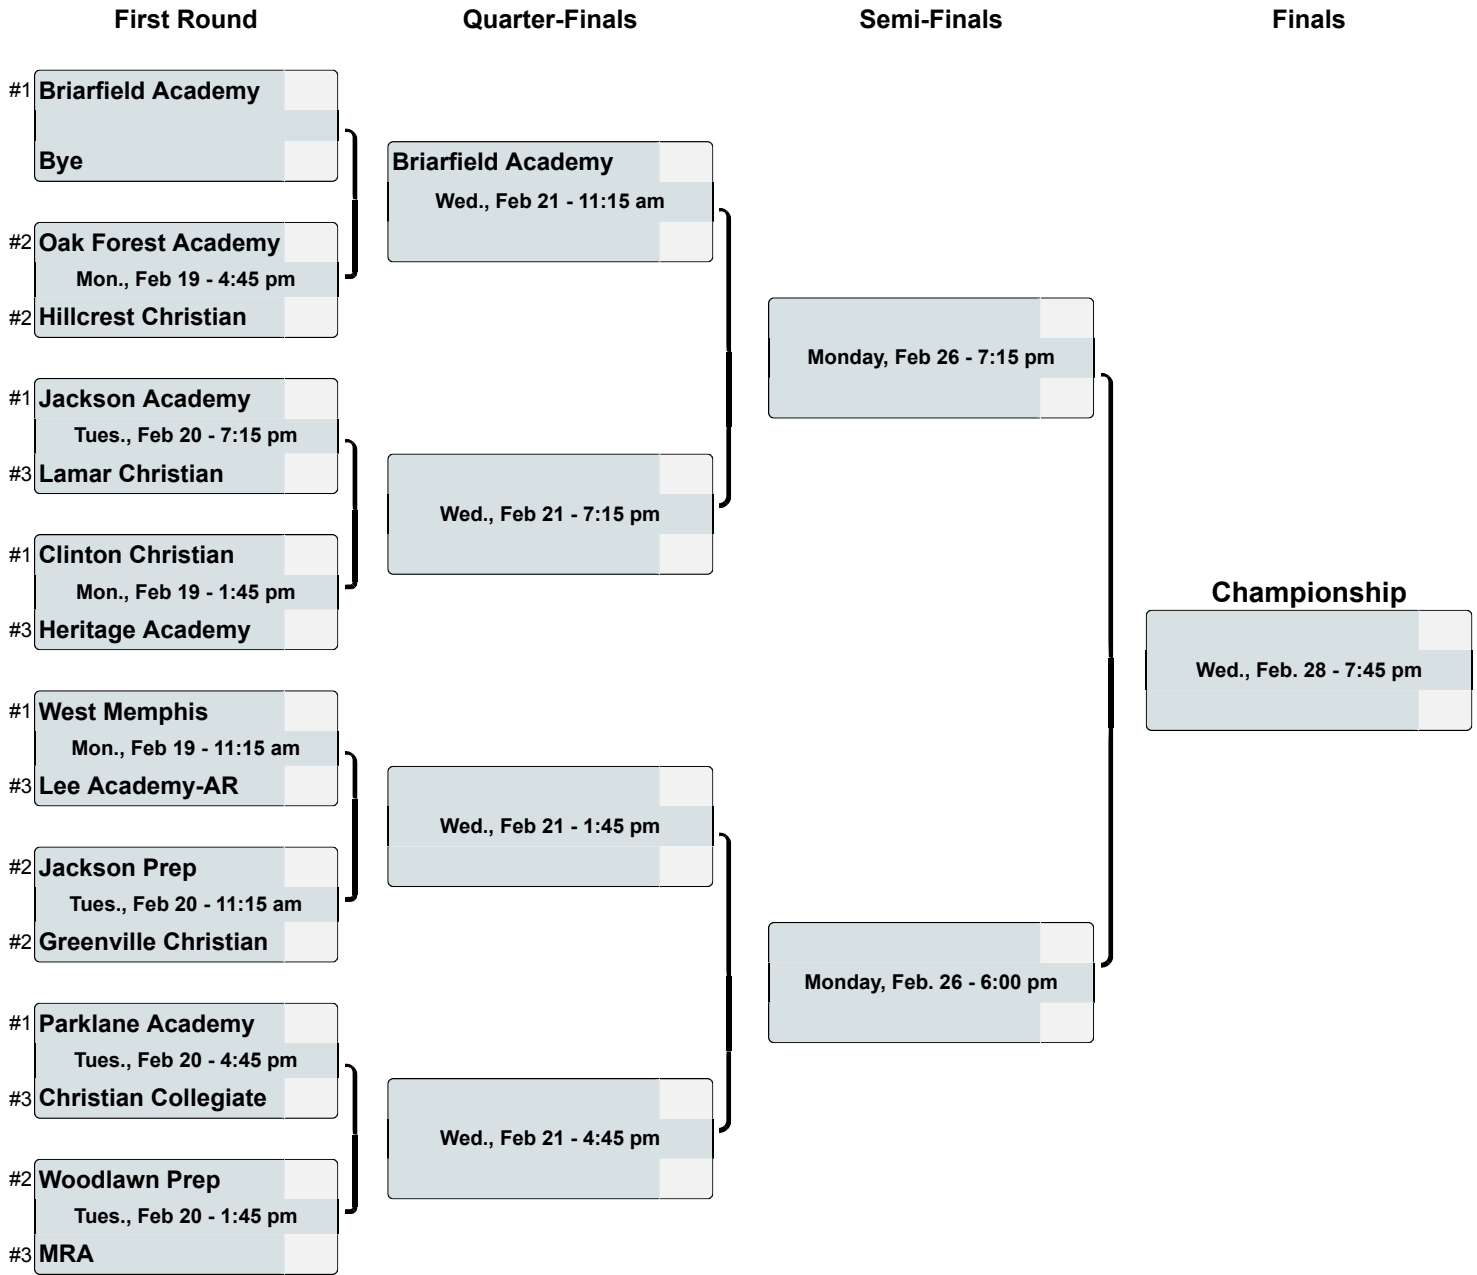 First Round Quarter-Finals Semi-Finals Finals
#1 Briarfield Academy
Bye
#2 Oak Forest Academy
Mon., Feb 19 - 4:45 pm
#2 Hillcrest Christian
#1 Jackson Academy
Tues., Feb 20 - 7:15 pm
#3 Lamar Christian
#1 Clinton Christian
Mon., Feb 19 - 1:45 pm
#3 Heritage Academy
#1 West Memphis
Mon., Feb 19 - 11:15 am
#3 Lee Academy-AR
#2 Jackson Prep
Tues., Feb 20 - 11:15 am
#2 Greenville Christian
#1 Parklane Academy
Tues., Feb 20 - 4:45 pm
#3 Christian Collegiate
#2 Woodlawn Prep
Tues., Feb 20 - 1:45 pm
#3 MRA
Briarfield Academy
Wed., Feb 21 - 11:15 am
Wed., Feb 21 - 7:15 pm
Wed., Feb 21 - 1:45 pm
Wed., Feb 21 - 4:45 pm
Monday, Feb 26 - 7:15 pm
Monday, Feb. 26 - 6:00 pm
Championship
Wed., Feb. 28 - 7:45 pm